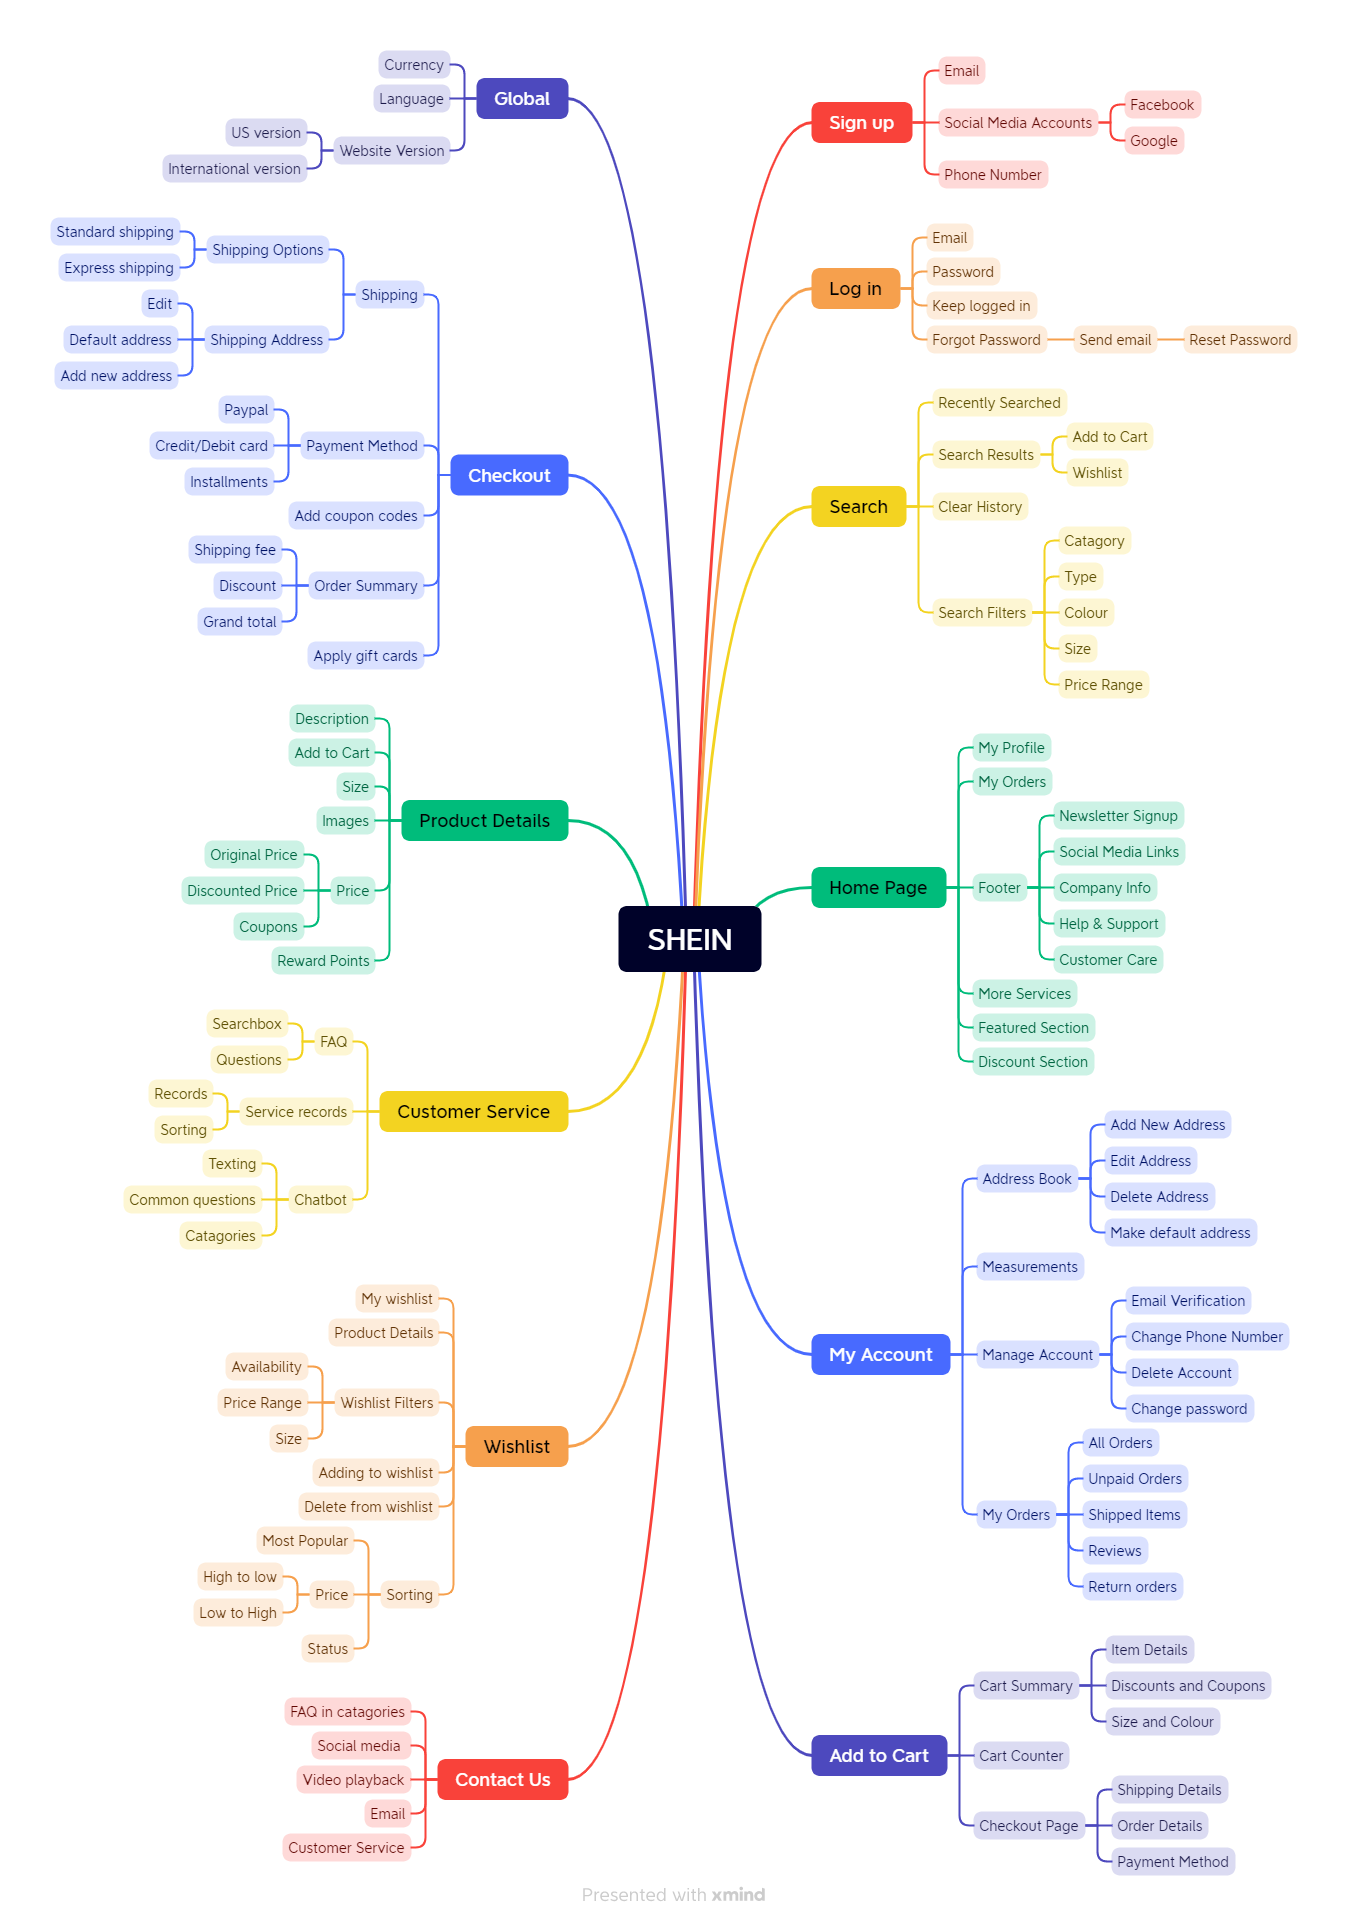 SHEIN
Sign up
Email
Social Media Accounts
Facebook
Google
Phone Number
Log in
Email
Password
Keep logged in
Forgot Password
Send email
Reset Password
Search
Recently Searched
Search Results
Add to Cart
Wishlist
Clear History
Search Filters
Catagory
Type
Colour
Size
Price Range
Home Page
My Profile
My Orders
Footer
Newsletter Signup
Social Media Links
Company Info
Help & Support
Customer Care
More Services
Featured Section
Discount Section
My Account
Address Book
Add New Address
Edit Address
Delete Address
Make default address
Measurements
Manage Account
Email Verification
Change Phone Number
Delete Account
Change password
My Orders
All Orders
Unpaid Orders
Shipped Items
Reviews
Return orders
Add to Cart
Cart Summary
Item Details
Discounts and Coupons
Size and Colour
Cart Counter
Checkout Page
Shipping Details
Order Details
Payment Method
Global
Currency
Language
Website Version
US version
International version
Checkout
Shipping
Shipping Options
Standard shipping
Express shipping
Shipping Address
Edit
Default address
Add new address
Payment Method
Paypal
Credit/Debit card
Installments
Add coupon codes
Order Summary
Shipping fee
Discount
Grand total
Apply gift cards
Product Details
Description
Add to Cart
Size
Images
Price
Original Price
Discounted Price
Coupons
Reward Points
Customer Service
FAQ
Searchbox
Questions
Service records
Records
Sorting
Chatbot
Texting
Common questions
Catagories
Wishlist
My wishlist
Product Details
Wishlist Filters
Availability
Price Range
Size
Adding to wishlist
Delete from wishlist
Sorting
Most Popular
Price
High to low
Low to High
Status
Contact Us
FAQ in catagories
Social media
Video playback
Email
Customer Service
Presented with xmind